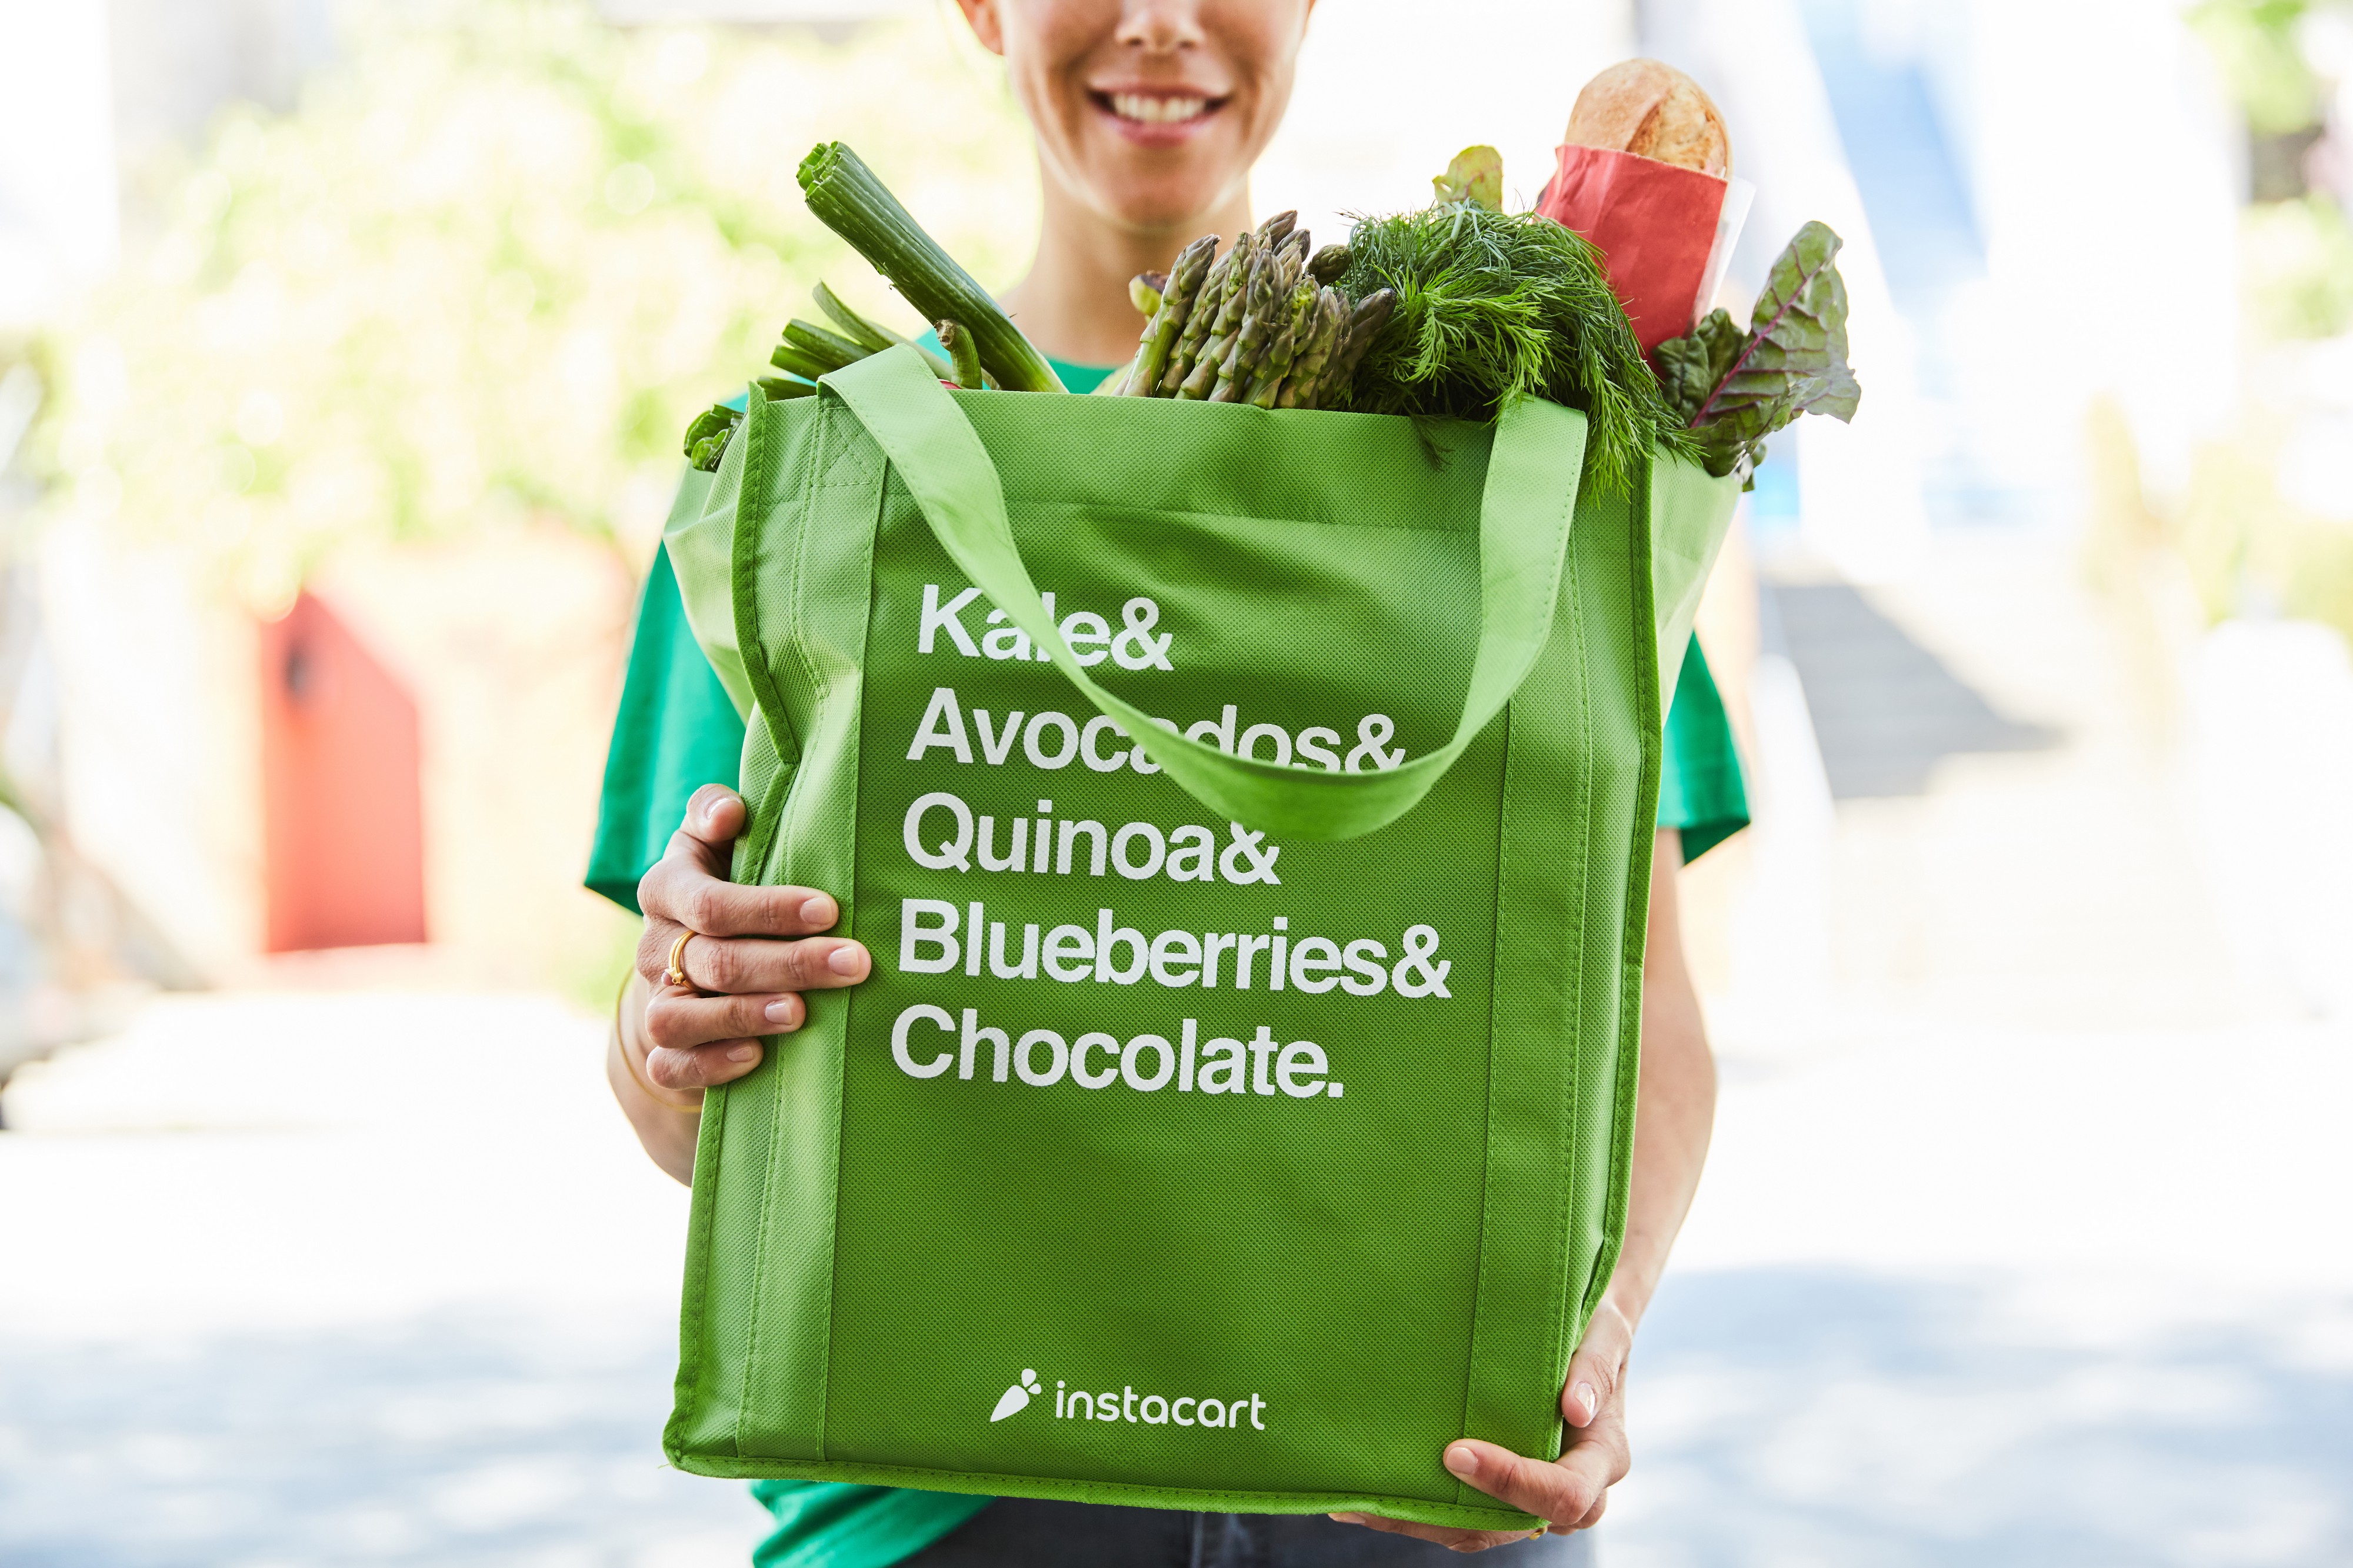 Kale&
Avocados&
Quinoa&
Blueberries&
Chocolate.
instacart